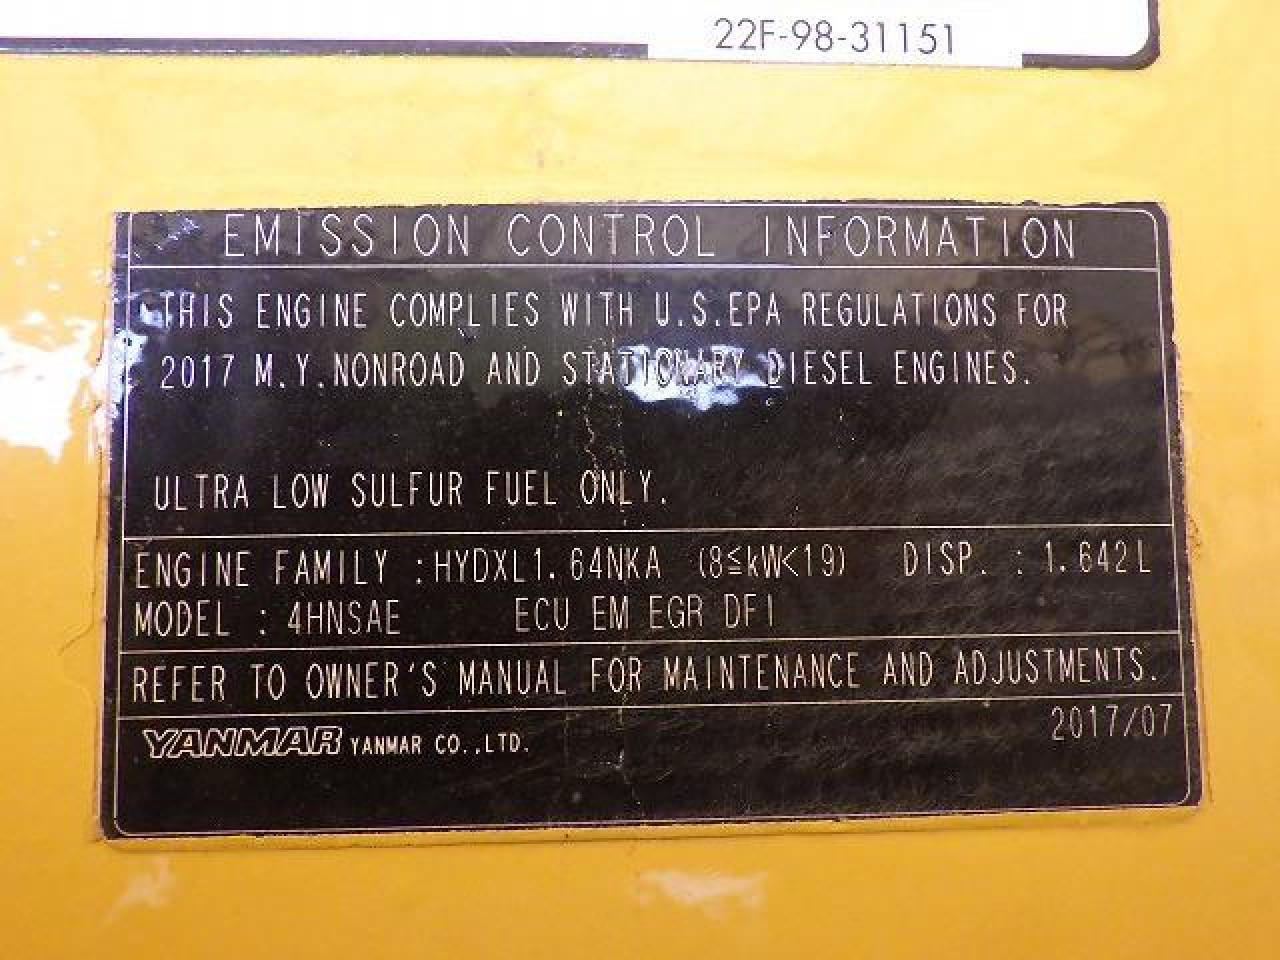 22F-98-31151
EMISSION CONTROL INFORMATION
THIS ENGINE COMPLIES WITH U.S.EPA REGULATIONS FOR
2017 M.Y.NONROAD AND STATIONARY DIESEL ENGINES.
ULTRA LOW SULFUR FUEL ONLY.
ENGINE FAMILY :HYDXL1.64NKA (8≦kW<19) DISP. : 1.642L
MODEL : 4HNSAE ECU EM EGR DFI
REFER TO OWNER'S MANUAL FOR MAINTENANCE AND ADJUSTMENTS.
2017/07
YANMAR YANMAR CO.,LTD.